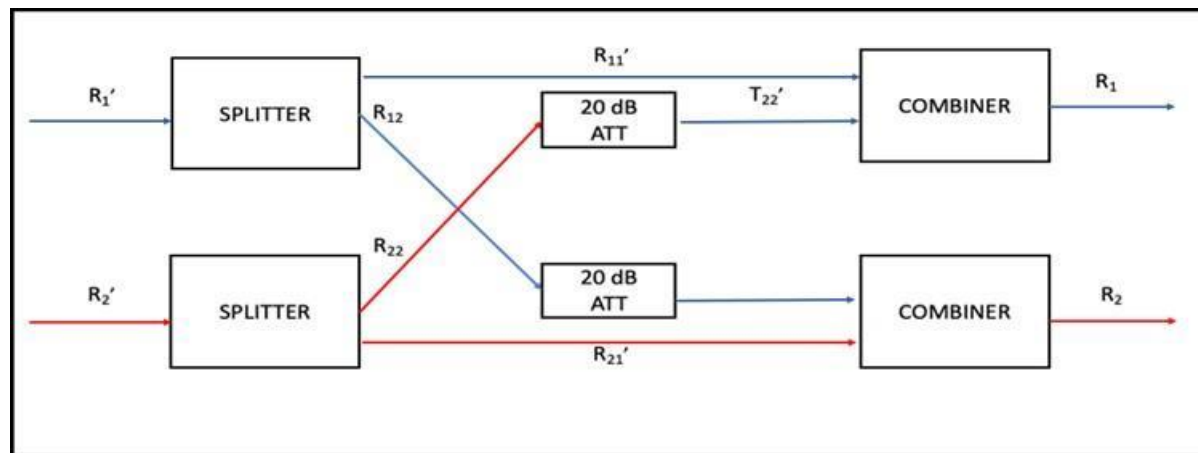 R₁₁’
R₁’
SPLITTER
R₁₂
20 dB
ATT
T₂₂’
COMBINER
R₁
R₂₂
R₂’
SPLITTER
20 dB
ATT
R₂₁’
COMBINER
R₂